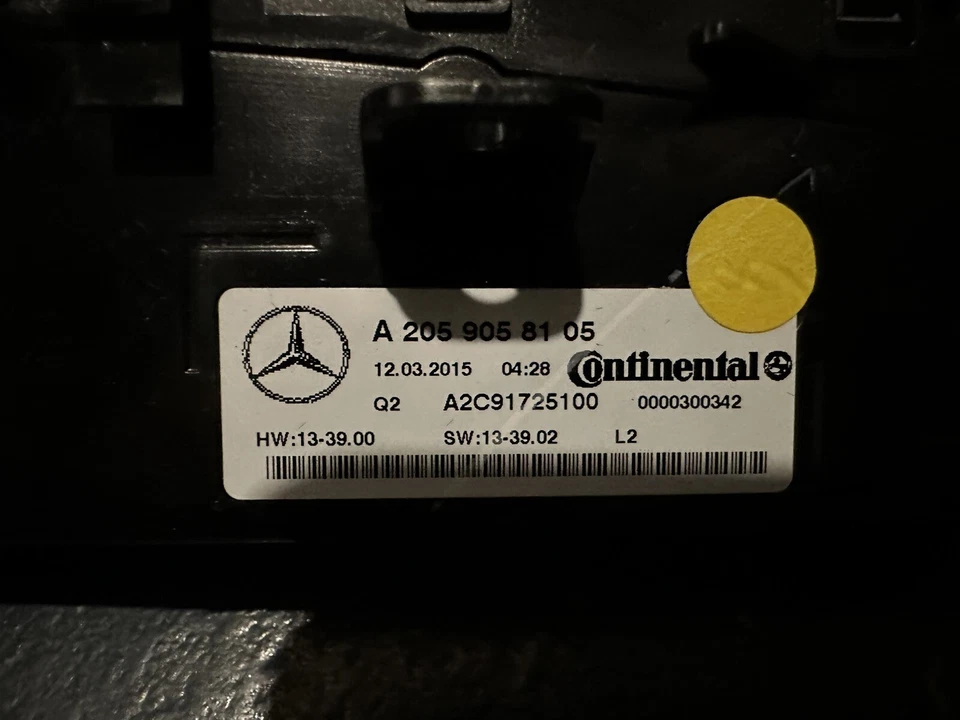 A 205 905 81 05
12.03.2015 04:28 Continental
Q2 A2C91725100 0000300342
HW:13-39.00 SW:13-39.02 L2